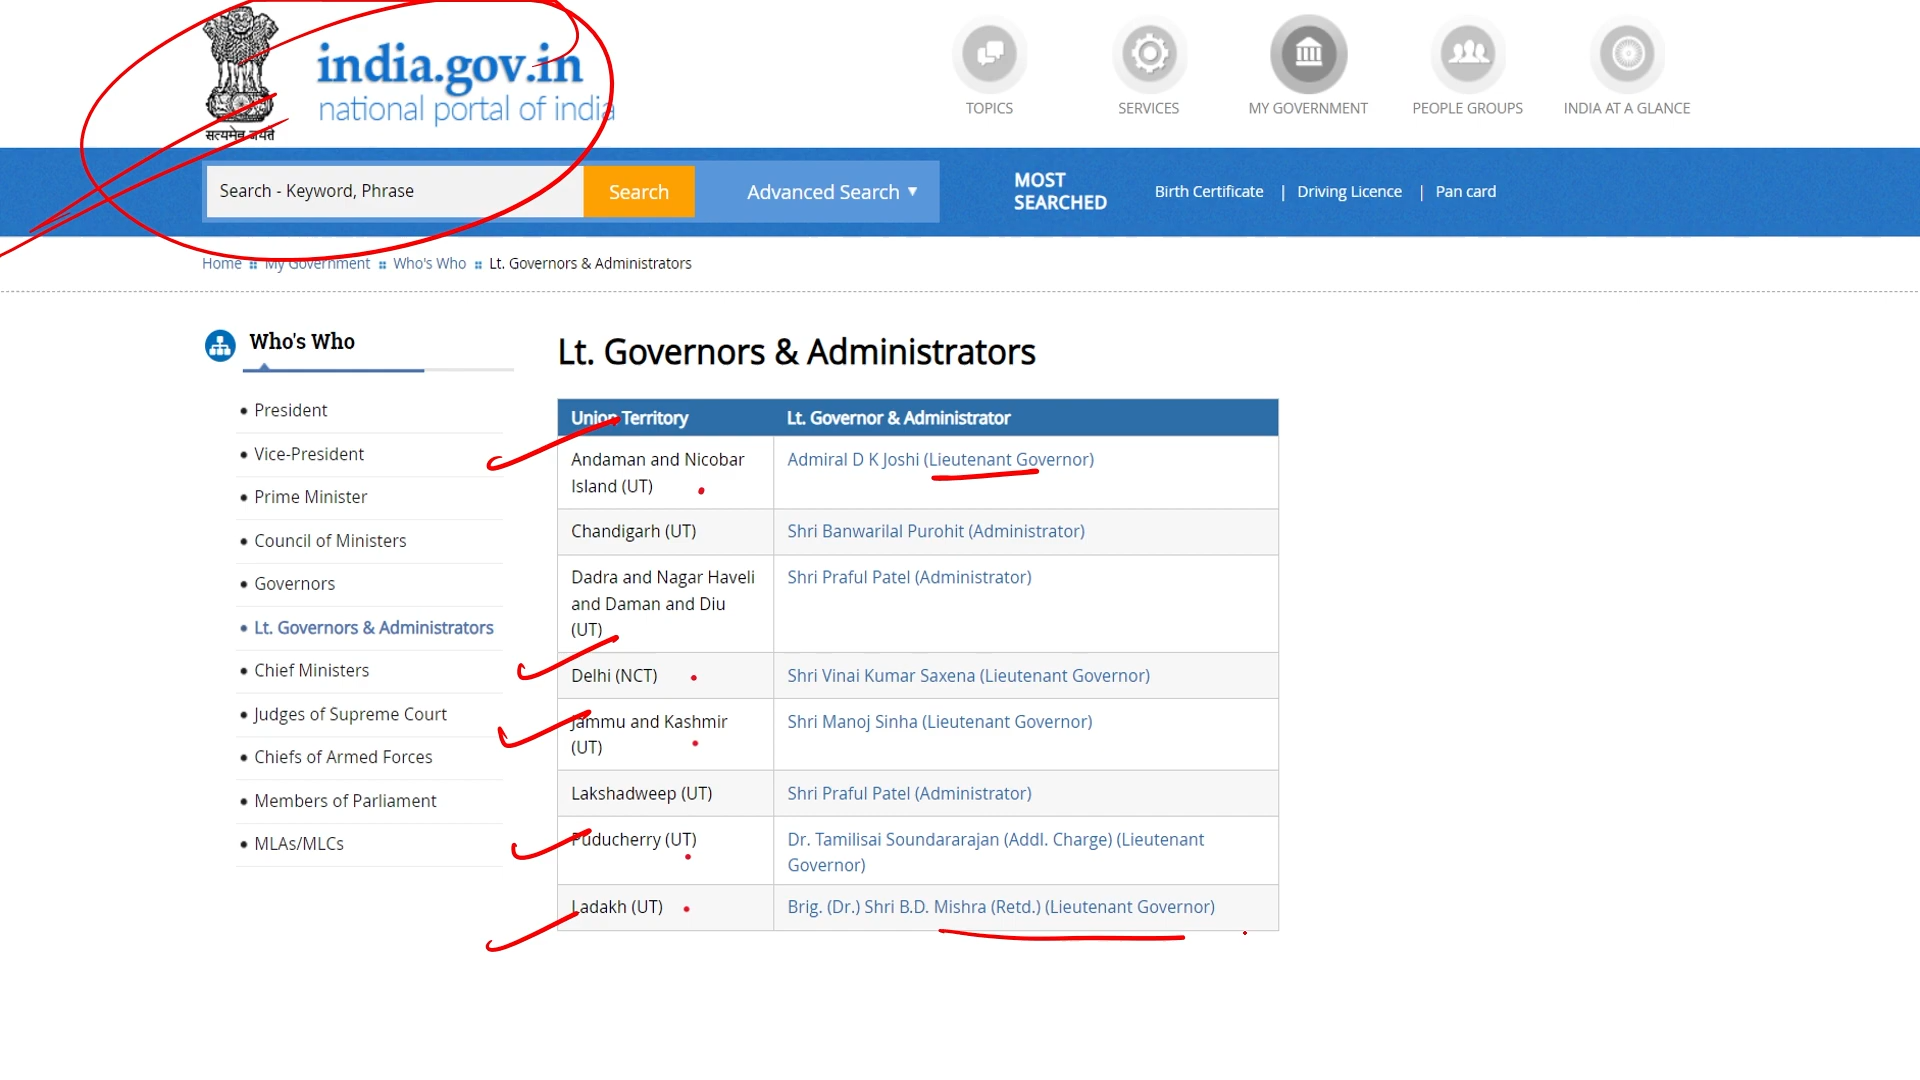 सत्यमेव जयते
india.gov.in
national portal of india
TOPICS
SERVICES
MY GOVERNMENT
PEOPLE GROUPS
INDIA AT A GLANCE
Search - Keyword, Phrase
Search
Advanced Search ▼
MOST
SEARCHED
Birth Certificate | Driving Licence | Pan card
Home My Government Who's Who Lt. Governors & Administrators
Who's Who
• President
• Vice-President
• Prime Minister
• Council of Ministers
• Governors
• Lt. Governors & Administrators
• Chief Ministers
• Judges of Supreme Court
• Chiefs of Armed Forces
• Members of Parliament
• MLAs/MLCs
Lt. Governors & Administrators
Union Territory Lt. Governor & Administrator
Andaman and Nicobar
Island (UT)
Admiral D K Joshi (Lieutenant Governor)
Chandigarh (UT) Shri Banwarilal Purohit (Administrator)
Dadra and Nagar Haveli
and Daman and Diu
(UT)
Shri Praful Patel (Administrator)
Delhi (NCT) Shri Vinai Kumar Saxena (Lieutenant Governor)
Jammu and Kashmir
(UT)
Shri Manoj Sinha (Lieutenant Governor)
Lakshadweep (UT) Shri Praful Patel (Administrator)
Puducherry (UT)
Dr. Tamilisai Soundararajan (Addl. Charge) (Lieutenant
Governor)
Ladakh (UT) Brig. (Dr.) Shri B.D. Mishra (Retd.) (Lieutenant Governor)